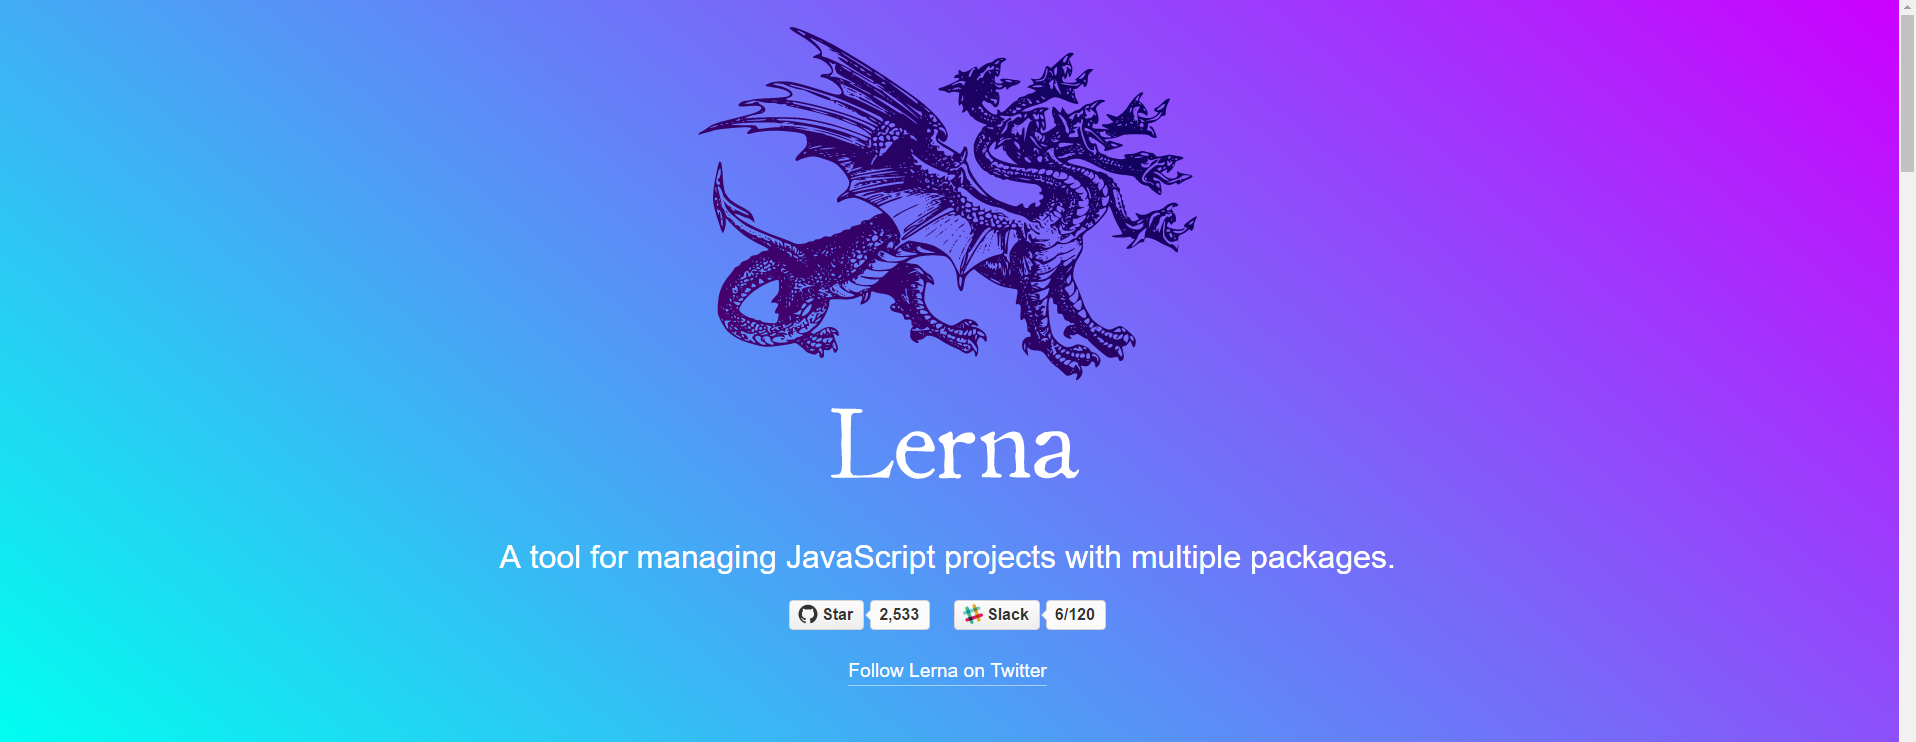 Lerna
A tool for managing JavaScript projects with multiple packages.
Star 2,533 Slack 6/120
Follow Lerna on Twitter